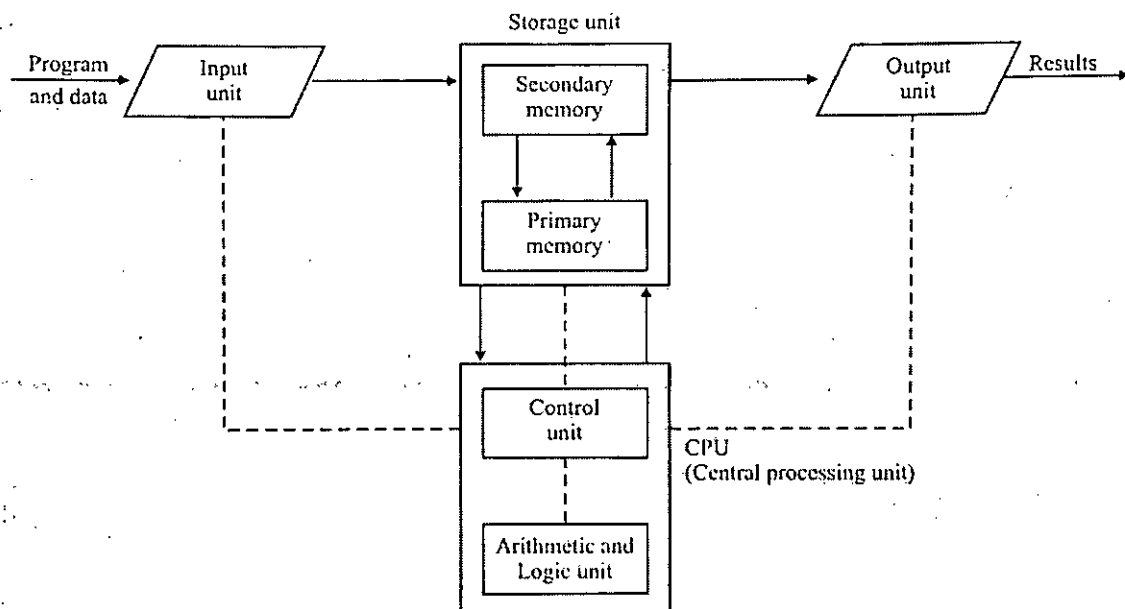 Storage unit
Program
and data
Input
unit
Secondary
memory
Output
unit
Results
Primary
memory
Control
unit
CPU
(Central processing unit)
Arithmetic and
Logic unit